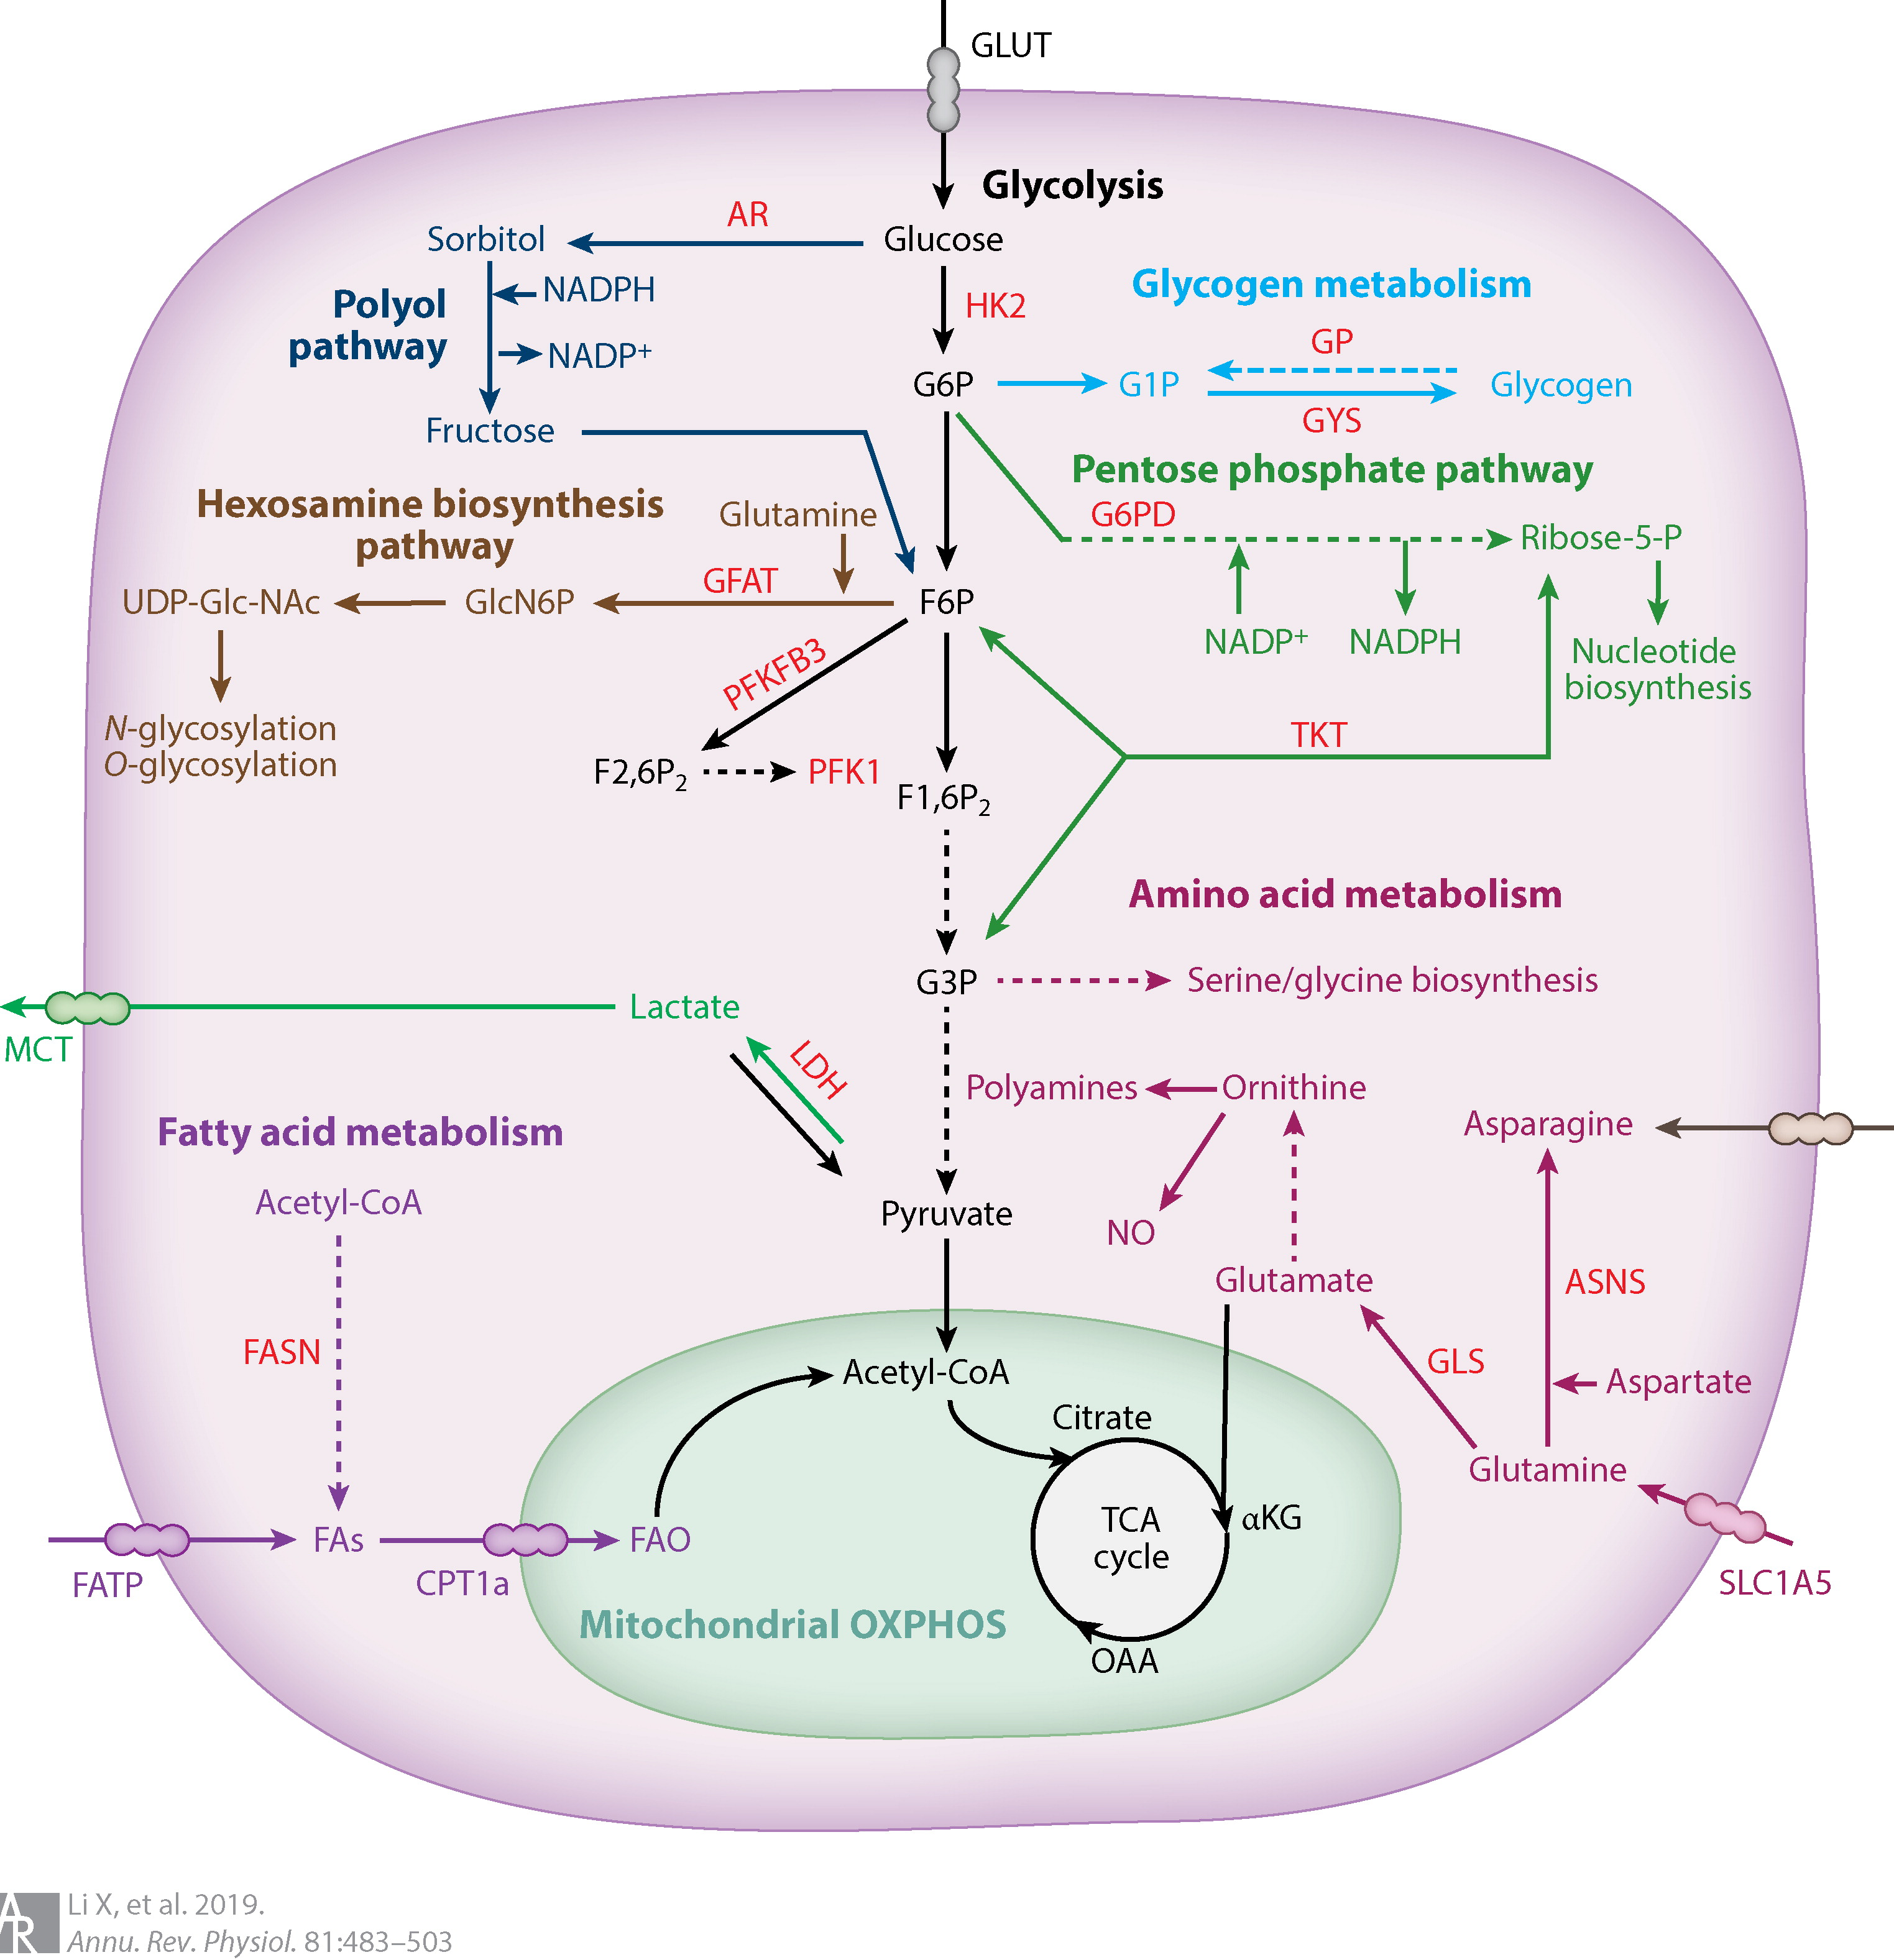 GLUT
Glycolysis
AR
Sorbitol
Glucose
NADPH
Polyol
pathway
NADP+
HK2
Glycogen metabolism
GP
G6P
G1P
Glycogen
GYS
Fructose
Pentose phosphate pathway
Hexosamine biosynthesis
pathway
Glutamine
G6PD
Ribose-5-P
GFAT
UDP-Glc-NAc
GlcN6P
F6P
NADP+
NADPH
Nucleotide
biosynthesis
PFKFB3
N-glycosylation
O-glycosylation
TKT
F2,6P2
PFK1
F1,6P2
Amino acid metabolism
G3P
Serine/glycine biosynthesis
Lactate
MCT
LDH
Polyamines
Ornithine
Asparagine
Fatty acid metabolism
Acetyl-CoA
Pyruvate
NO
Glutamate
ASNS
FASN
GLS
Acetyl-CoA
Aspartate
Citrate
Glutamine
TCA
cycle
αKG
FAs
FAO
FATP
CPT1a
SLC1A5
Mitochondrial OXPHOS
OAA
AR
Li X, et al. 2019.
Annu. Rev. Physiol. 81:483–503